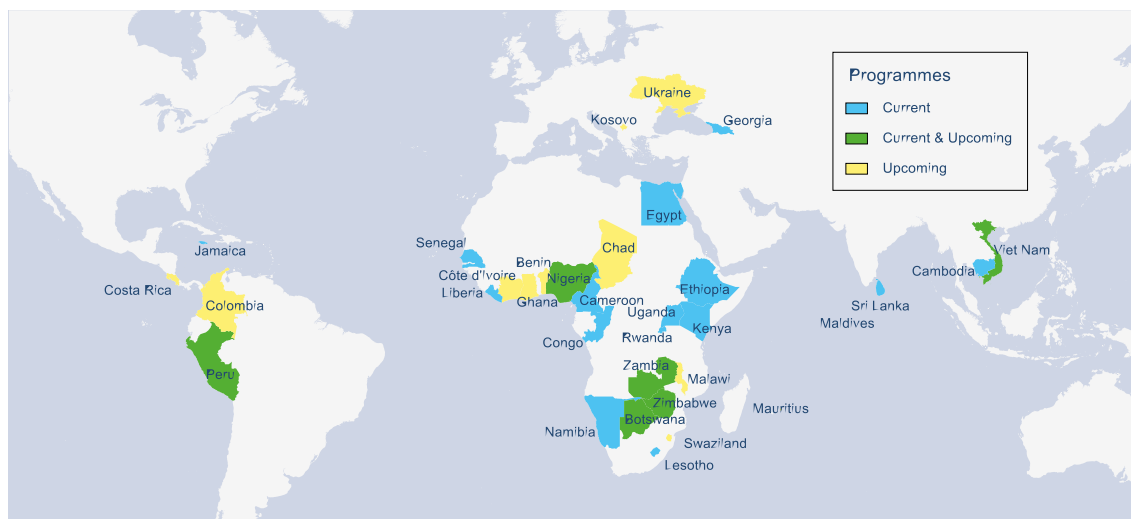 Programmes
Current
Current & Upcoming
Upcoming
Ukraine
Kosovo
Georgia
Egypt
Senegal
Chad
Jamaica
Benin
Viet Nam
Côte d'Ivoire
Nigeria
Cambodia
Costa Rica
Liberia
Ethiopia
Colombia
Ghana
Cameroon
Sri Lanka
Uganda
Maldives
Kenya
Congo
Rwanda
Zambia
Peru
Malawi
Zimbabwe
Mauritius
Botswana
Namibia
Swaziland
Lesotho